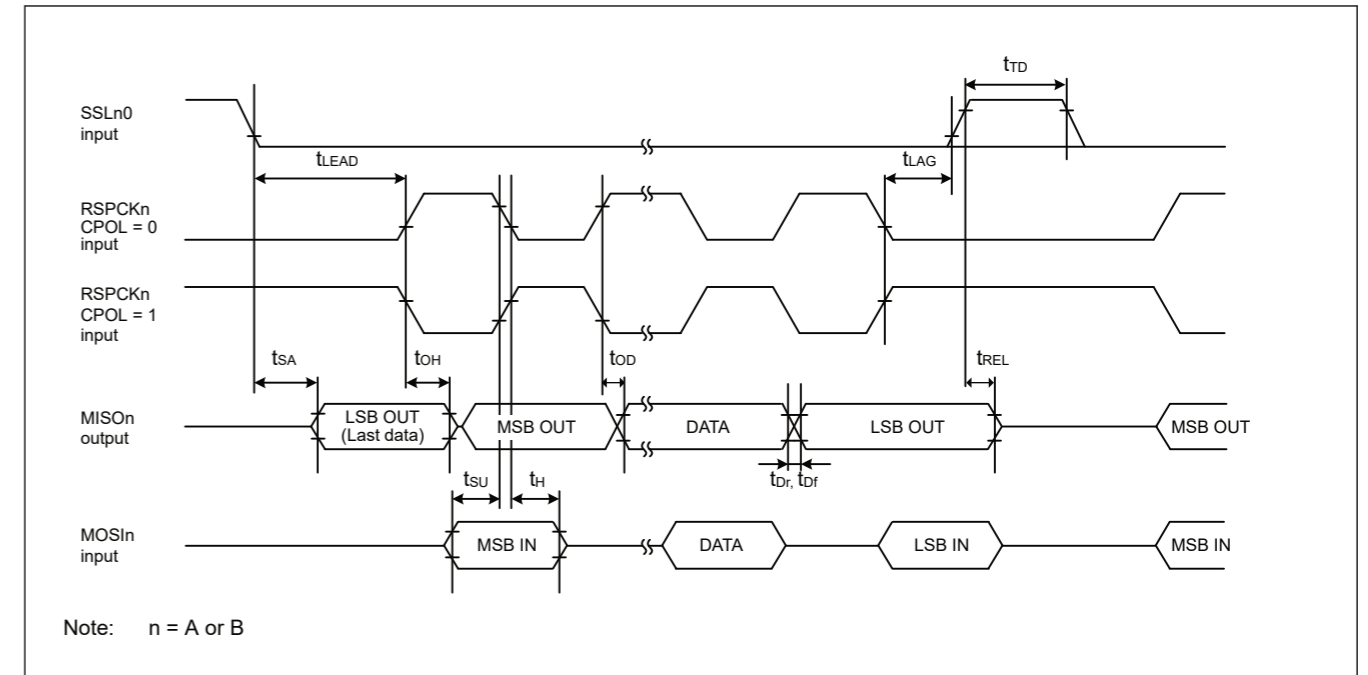 tTD
SSLn0
input
tLEAD
tLAG
RSPCKn
CPOL = 0
input
RSPCKn
CPOL = 1
input
tSA
tOH
tOD
tREL
MISOn
output
LSB OUT
(Last data)
MSB OUT
DATA
LSB OUT
MSB OUT
tSU
tH
tDr, tDf
MOSIn
input
MSB IN
DATA
LSB IN
MSB IN
Note: n = A or B